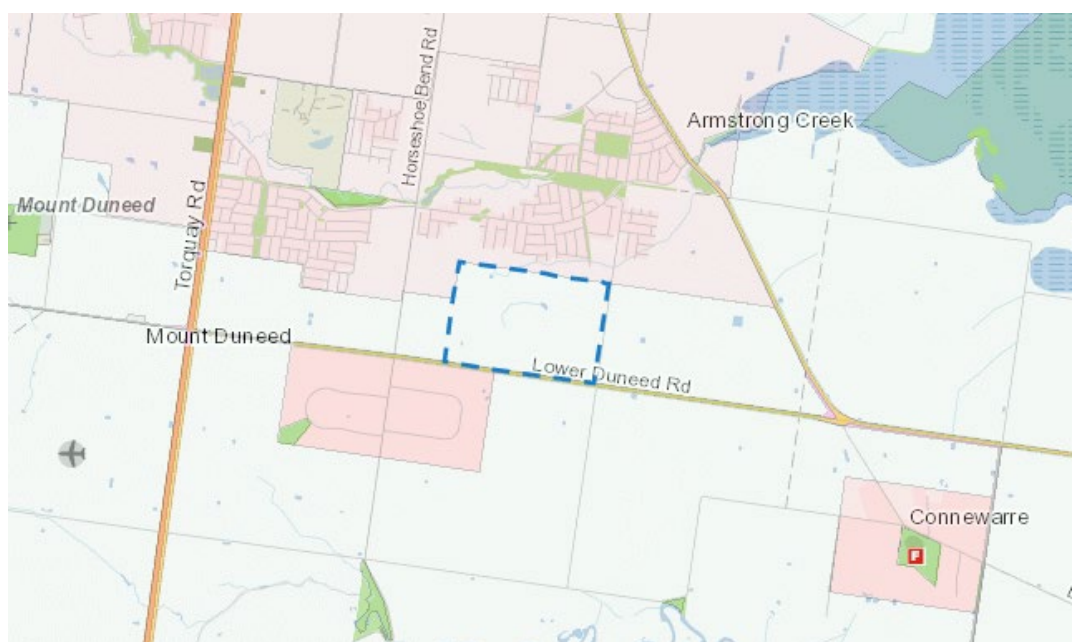 Horseshoe Bend Rd
Armstrong Creek
Mount Duneed
Torquay Rd
Mount Duneed
Lower Duneed Rd
Connewarre
F